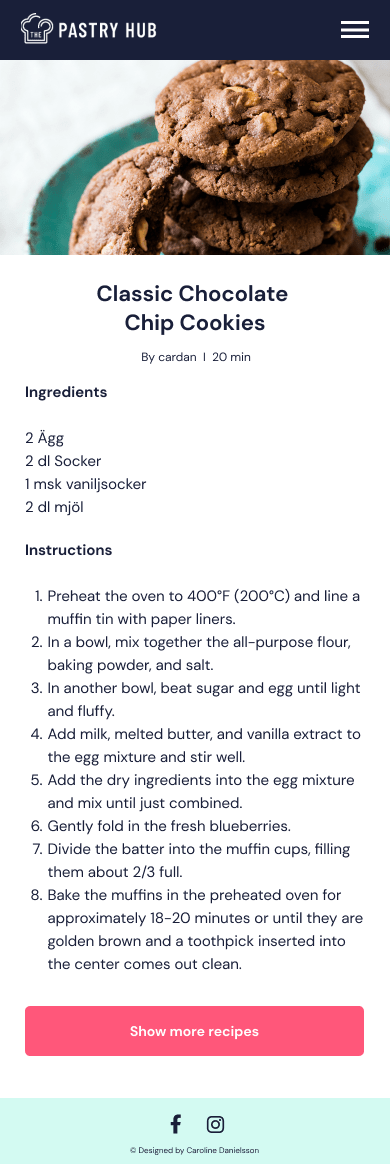 THE PASTRY HUB
Classic Chocolate
Chip Cookies
By cardan | 20 min
Ingredients
2 Ägg
2 dl Socker
1 msk vaniljsocker
2 dl mjöl
Instructions
1. Preheat the oven to 400°F (200°C) and line a
muffin tin with paper liners.
2. In a bowl, mix together the all-purpose flour,
baking powder, and salt.
3. In another bowl, beat sugar and egg until light
and fluffy.
4. Add milk, melted butter, and vanilla extract to
the egg mixture and stir well.
5. Add the dry ingredients into the egg mixture
and mix until just combined.
6. Gently fold in the fresh blueberries.
7. Divide the batter into the muffin cups, filling
them about 2/3 full.
8. Bake the muffins in the preheated oven for
approximately 18-20 minutes or until they are
golden brown and a toothpick inserted into
the center comes out clean.
Show more recipes
© Designed by Caroline Danielsson